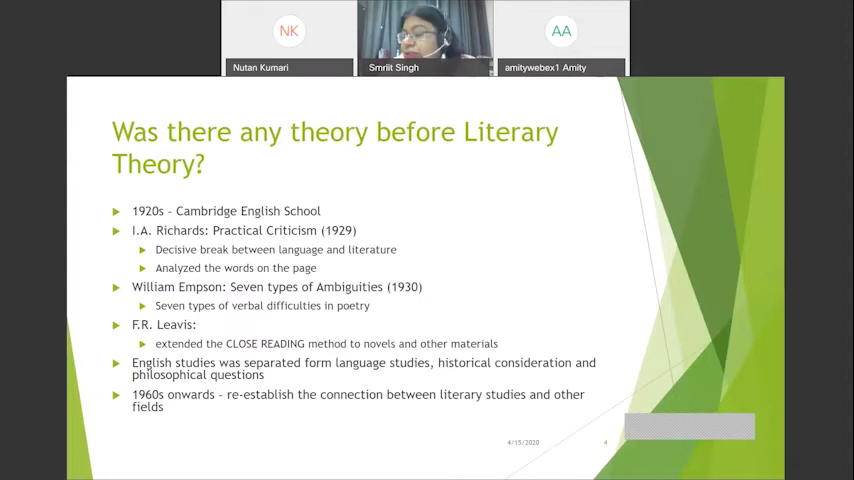 NK
AA
Nutan Kumari
Smriit Singh
amitywebex1 Amity
Was there any theory before Literary
Theory?
1920s – Cambridge English School
I.A. Richards: Practical Criticism (1929)
Decisive break between language and literature
Analyzed the words on the page
William Empson: Seven types of Ambiguities (1930)
Seven types of verbal difficulties in poetry
F.R. Leavis:
extended the CLOSE READING method to novels and other materials
English studies was separated form language studies, historical consideration and
philosophical questions
1960s onwards – re-establish the connection between literary studies and other
fields
4/15/2020
4